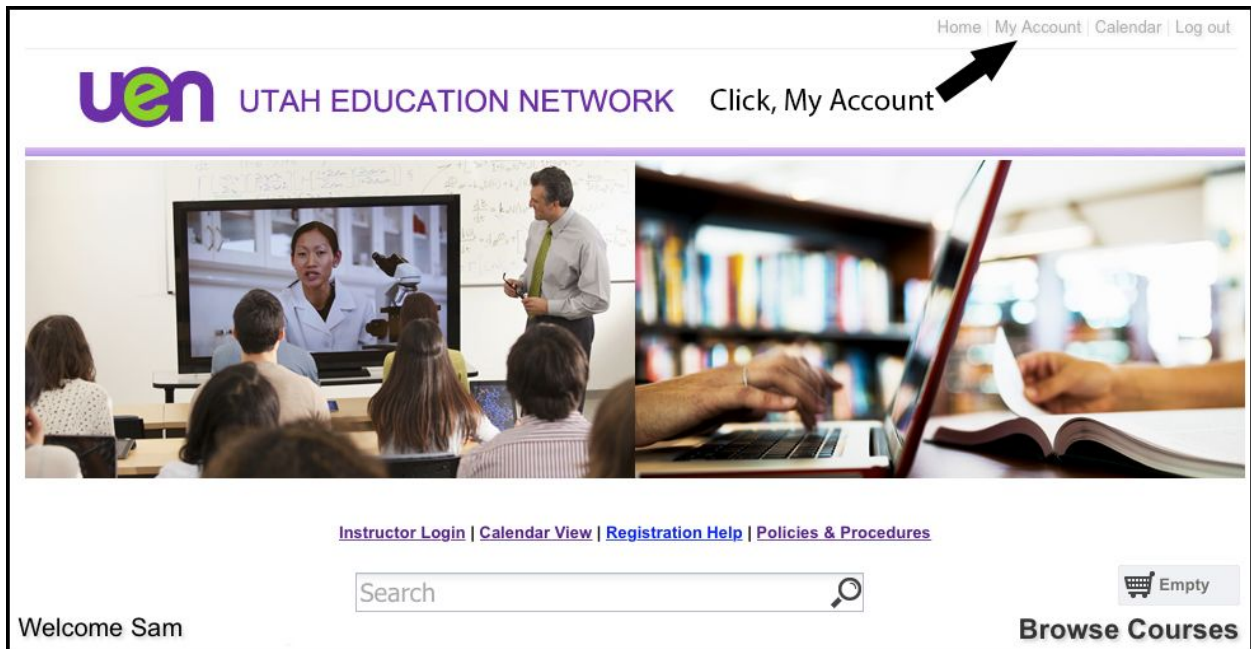 Home | My Account | Calendar | Log out
uen UTAH EDUCATION NETWORK Click, My Account
Instructor Login | Calendar View | Registration Help | Policies & Procedures
Search
Empty
Welcome Sam
Browse Courses